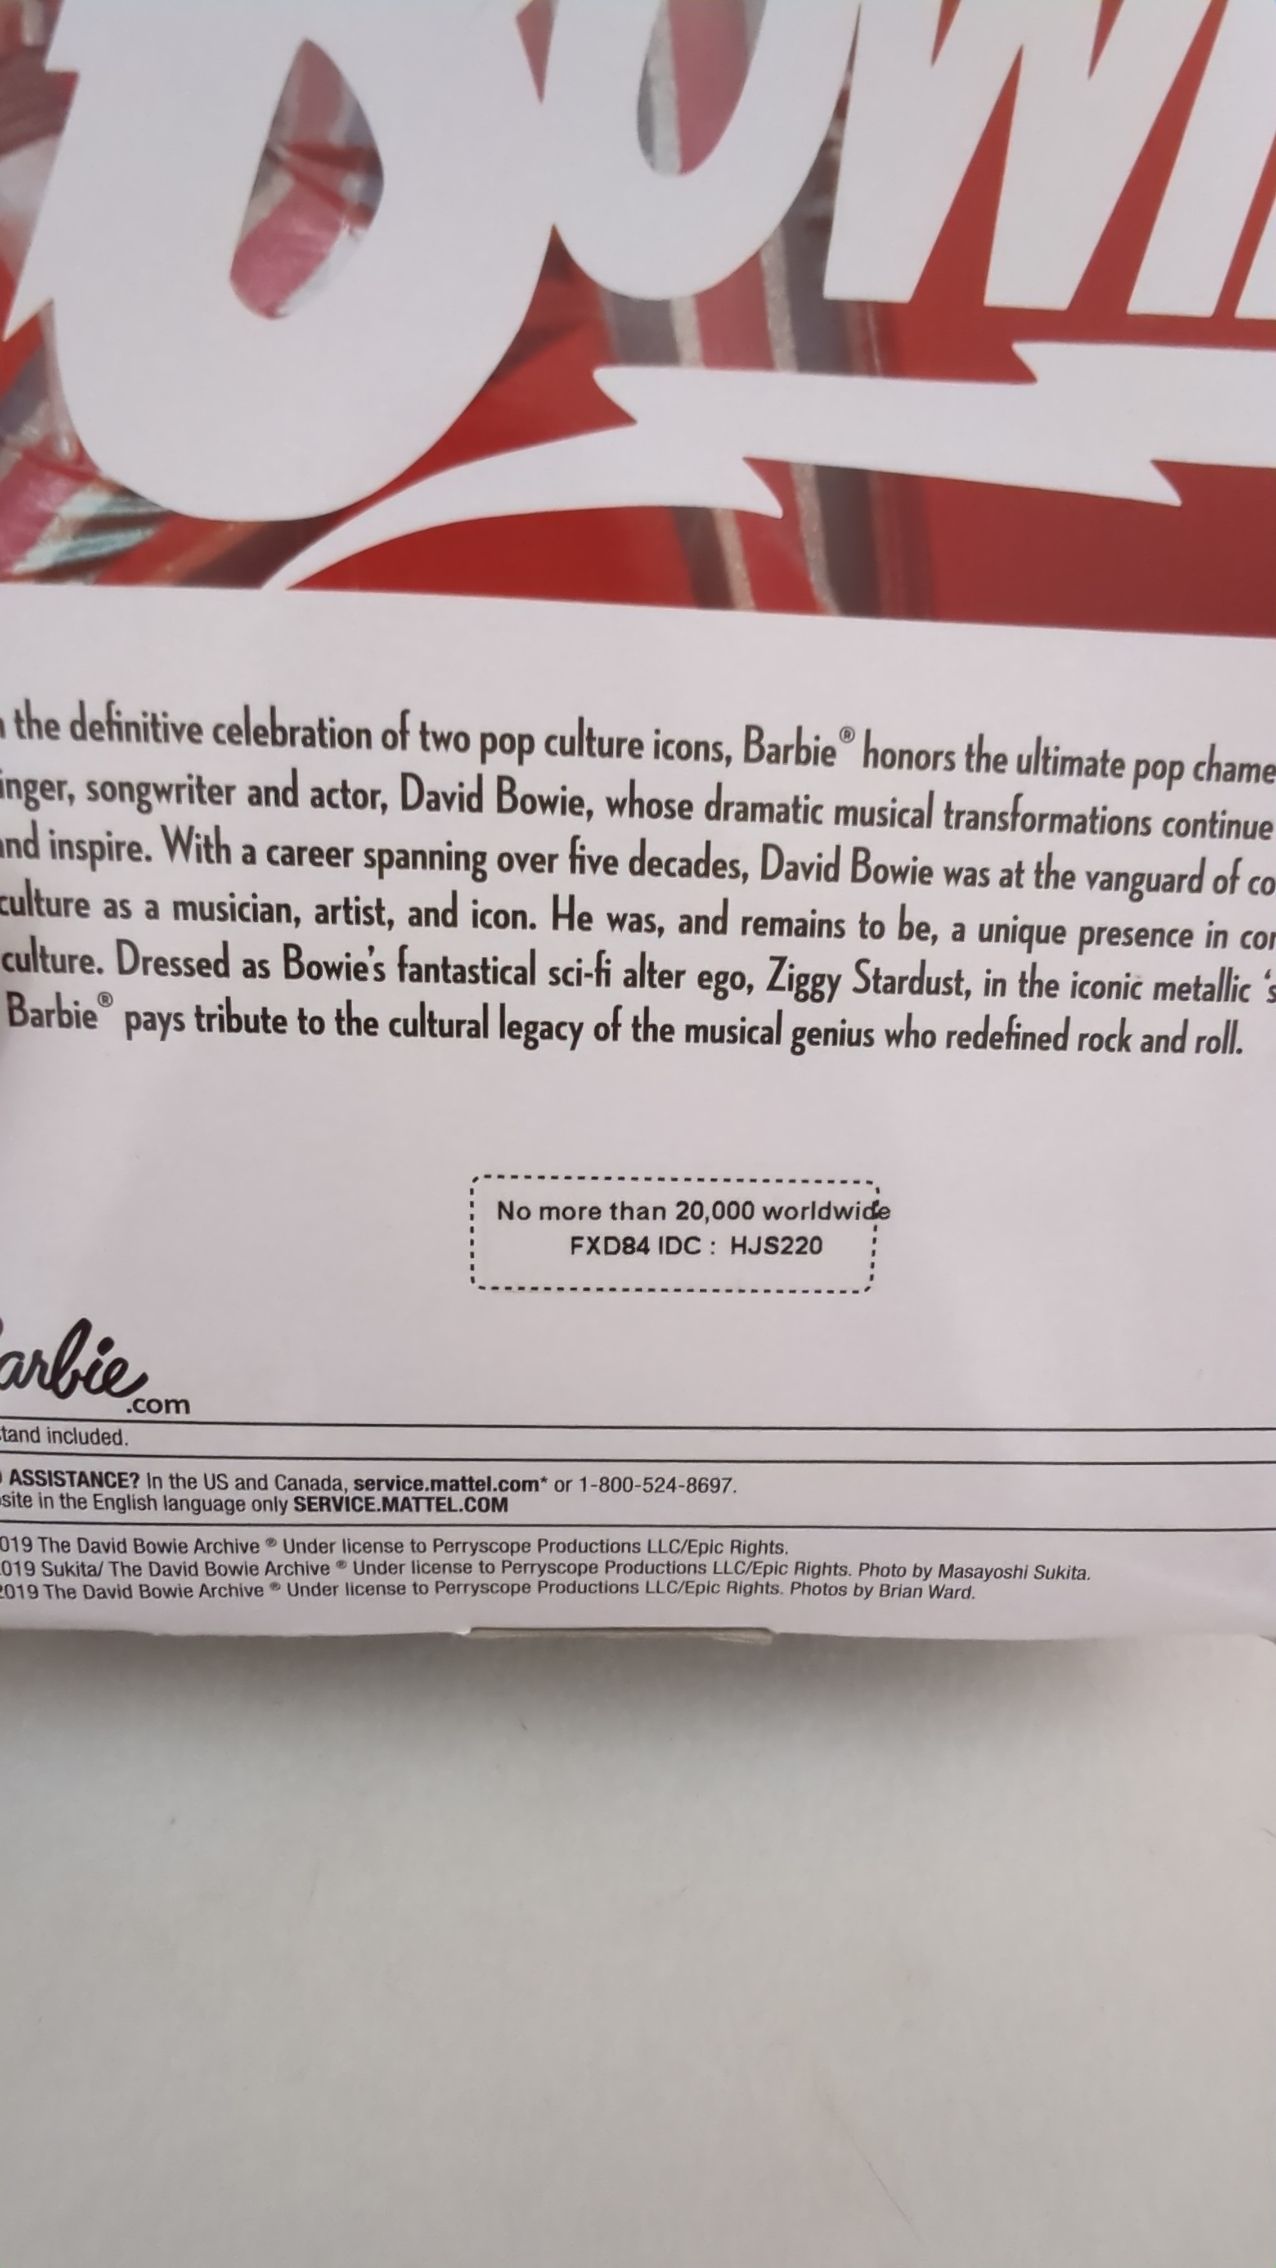 BOWI
the definitive celebration of two pop culture icons, Barbie® honors the ultimate pop chame
inger, songwriter and actor, David Bowie, whose dramatic musical transformations continue
and inspire. With a career spanning over five decades, David Bowie was at the vanguard of co
culture as a musician, artist, and icon. He was, and remains to be, a unique presence in con
culture. Dressed as Bowie's fantastical sci-fi alter ego, Ziggy Stardust, in the iconic metallic 's
Barbie® pays tribute to the cultural legacy of the musical genius who redefined rock and roll.
No more than 20,000 worldwide
FXD84 IDC : HJS220
arbie
.com
tand included.
ASSISTANCE? In the US and Canada, service.mattel.com* or 1-800-524-8697.
site in the English language only SERVICE.MATTEL.COM
019 The David Bowie Archive ® Under license to Perryscope Productions LLC/Epic Rights.
019 Sukita/ The David Bowie Archive ® Under license to Perryscope Productions LLC/Epic Rights. Photo by Masayoshi Sukita.
2019 The David Bowie Archive ® Under license to Perryscope Productions LLC/Epic Rights. Photos by Brian Ward.